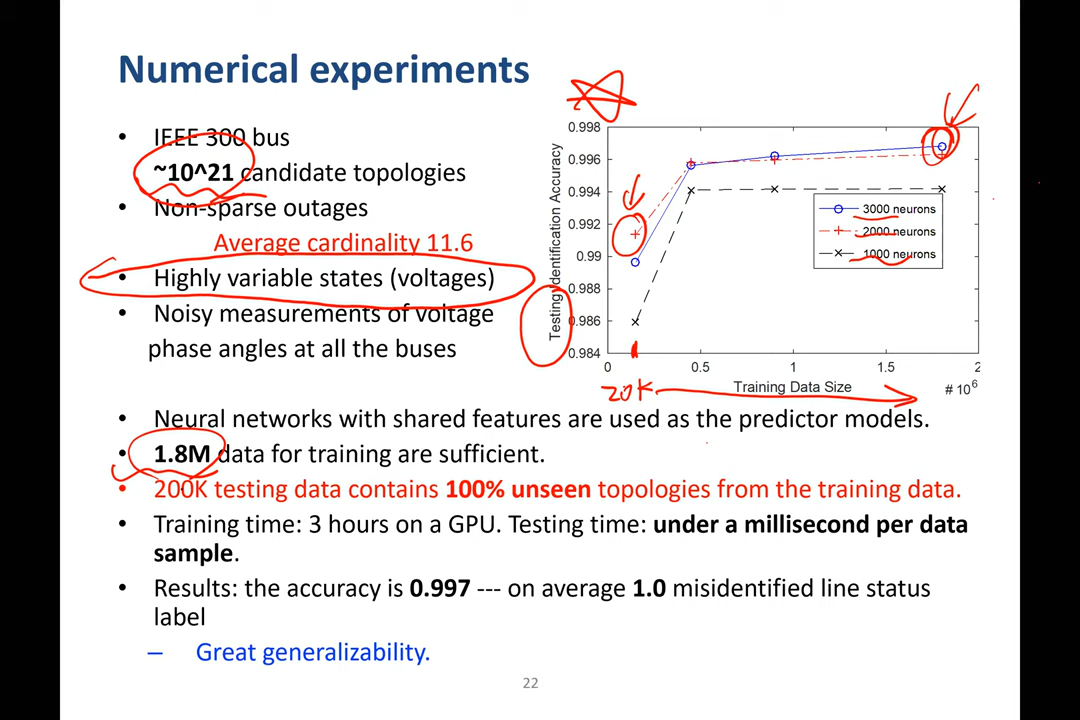 Numerical experiments
• IEEE 300 bus
~10^21 candidate topologies
• Non-sparse outages
Average cardinality 11.6
• Highly variable states (voltages)
• Noisy measurements of voltage
phase angles at all the buses
Testing Identification Accuracy
0.998
0.996
0.994
0.992
0.99
0.988
0.986
0.984
3000 neurons
2000 neurons
1000 neurons
0 0.5 1 1.5 2
Training Data Size
# 10^6
20K
• Neural networks with shared features are used as the predictor models.
• 1.8M data for training are sufficient.
• 200K testing data contains 100% unseen topologies from the training data.
• Training time: 3 hours on a GPU. Testing time: under a millisecond per data
sample.
• Results: the accuracy is 0.997 --- on average 1.0 misidentified line status
label
– Great generalizability.
22